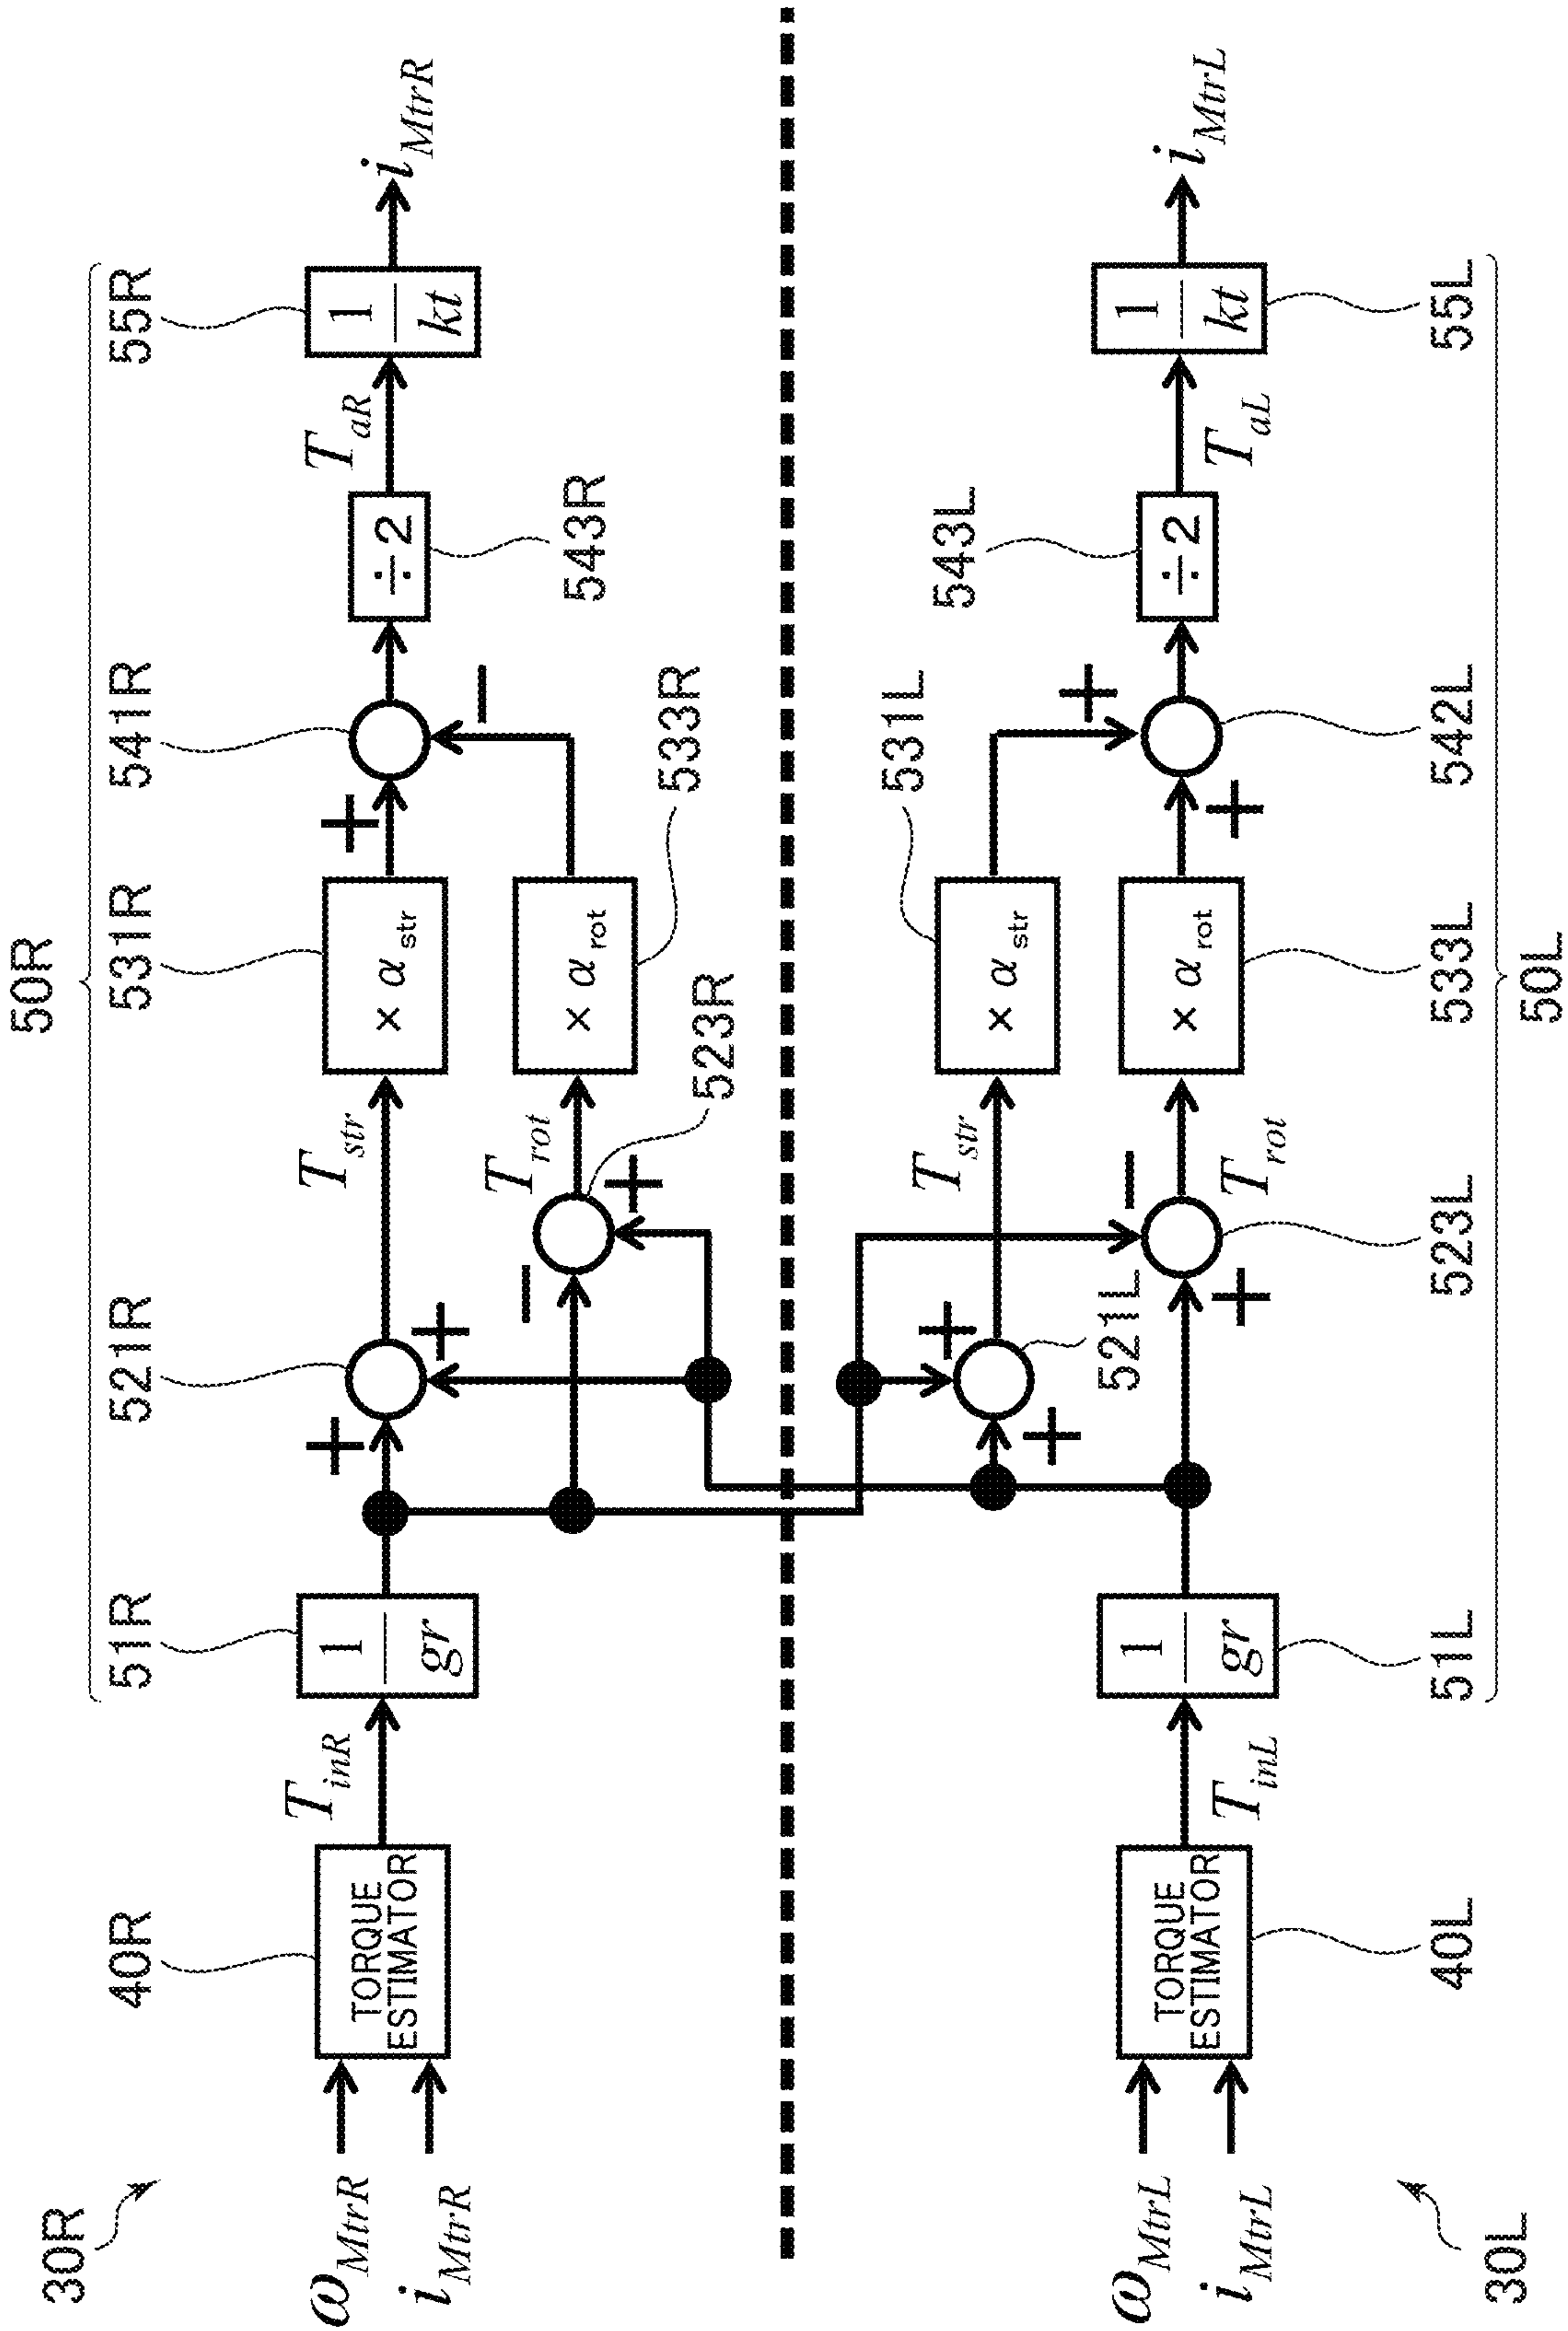 30R
40R
51R
50R
521R
531R
541R
55R
ω_MtrR
i_MtrR
TORQUE
ESTIMATOR
T_inR
1
gr
+
+
T_str
× α_str
+
−
÷2
543R
T_aR
1
kt
i_MtrR
−
+
T_rot
523R
× α_rot
533R
531L
543L
521L
+
+
T_str
× α_str
+
ω_MtrL
i_MtrL
TORQUE
ESTIMATOR
T_inL
1
gr
+
−
T_rot
× α_rot
+
÷2
T_aL
1
kt
i_MtrL
30L
40L
51L
523L
533L
542L
55L
50L